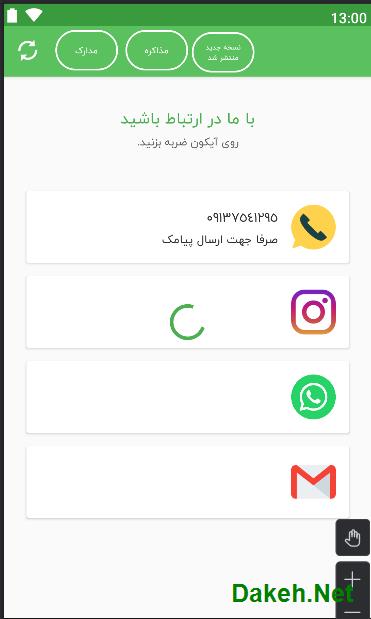 13:00
نسخه جدید
منتشر شد
مذاکره
مدارک
با ما در ارتباط باشید
روی آیکون ضربه بزنید.
۰۹۱۳۷۵٤۱۲۹۵
صرفا جهت ارسال پیامک
Dakeh.Net